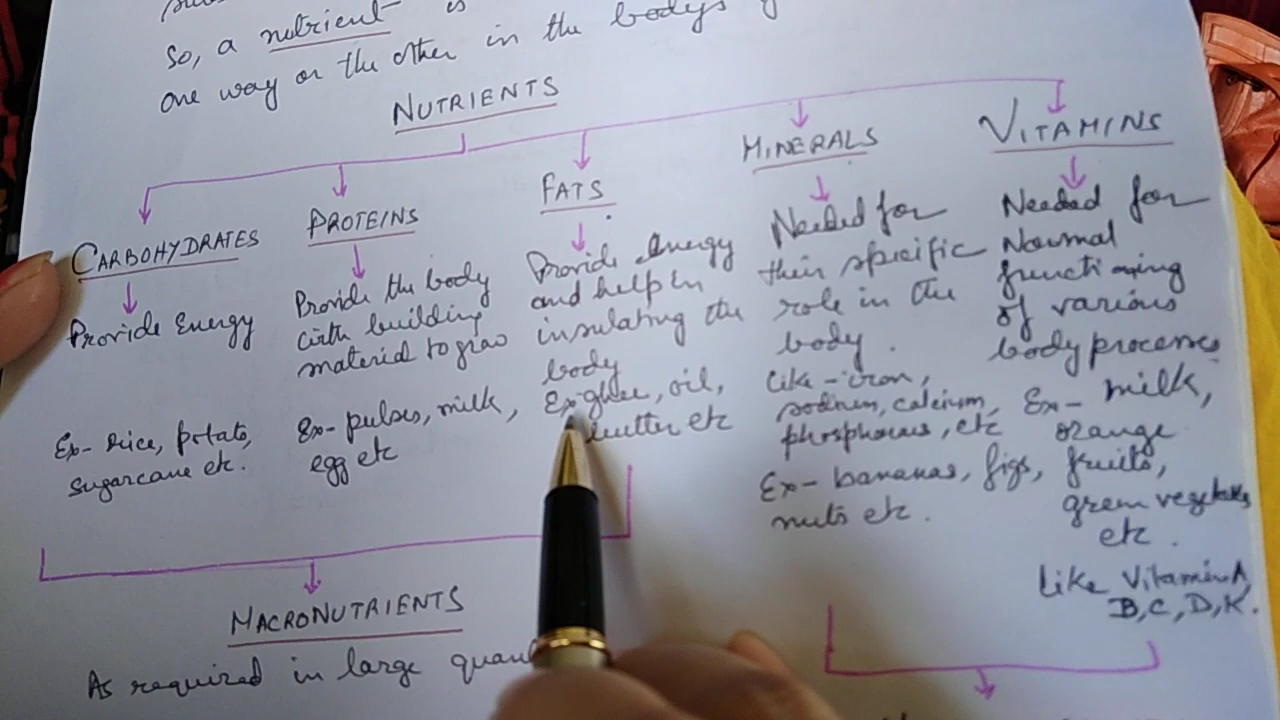 So, a nutrient is
one way or the other in the bodys
NUTRIENTS
CARBOHYDRATES
Provide Energy
Ex- rice, potato,
sugarcane etc.
PROTEINS
Provide the body
with building
material to grow
Ex- pulses, milk,
egg etc
FATS
Provide energy
and help in
insulating the
body
Ex- ghee, oil,
butter etc
MINERALS
Needed for
their specific
role in the
body.
like - iron,
sodium, calcium,
phosphorus, etc
Ex- bananas, figs,
nuts etc.
VITAMINS
Needed for
Normal
functioning
of various
body process
Ex- milk,
orange
fruits,
green vegetables
etc.
Like Vitamin A,
B, C, D, K.
MACRONUTRIENTS
As required in large